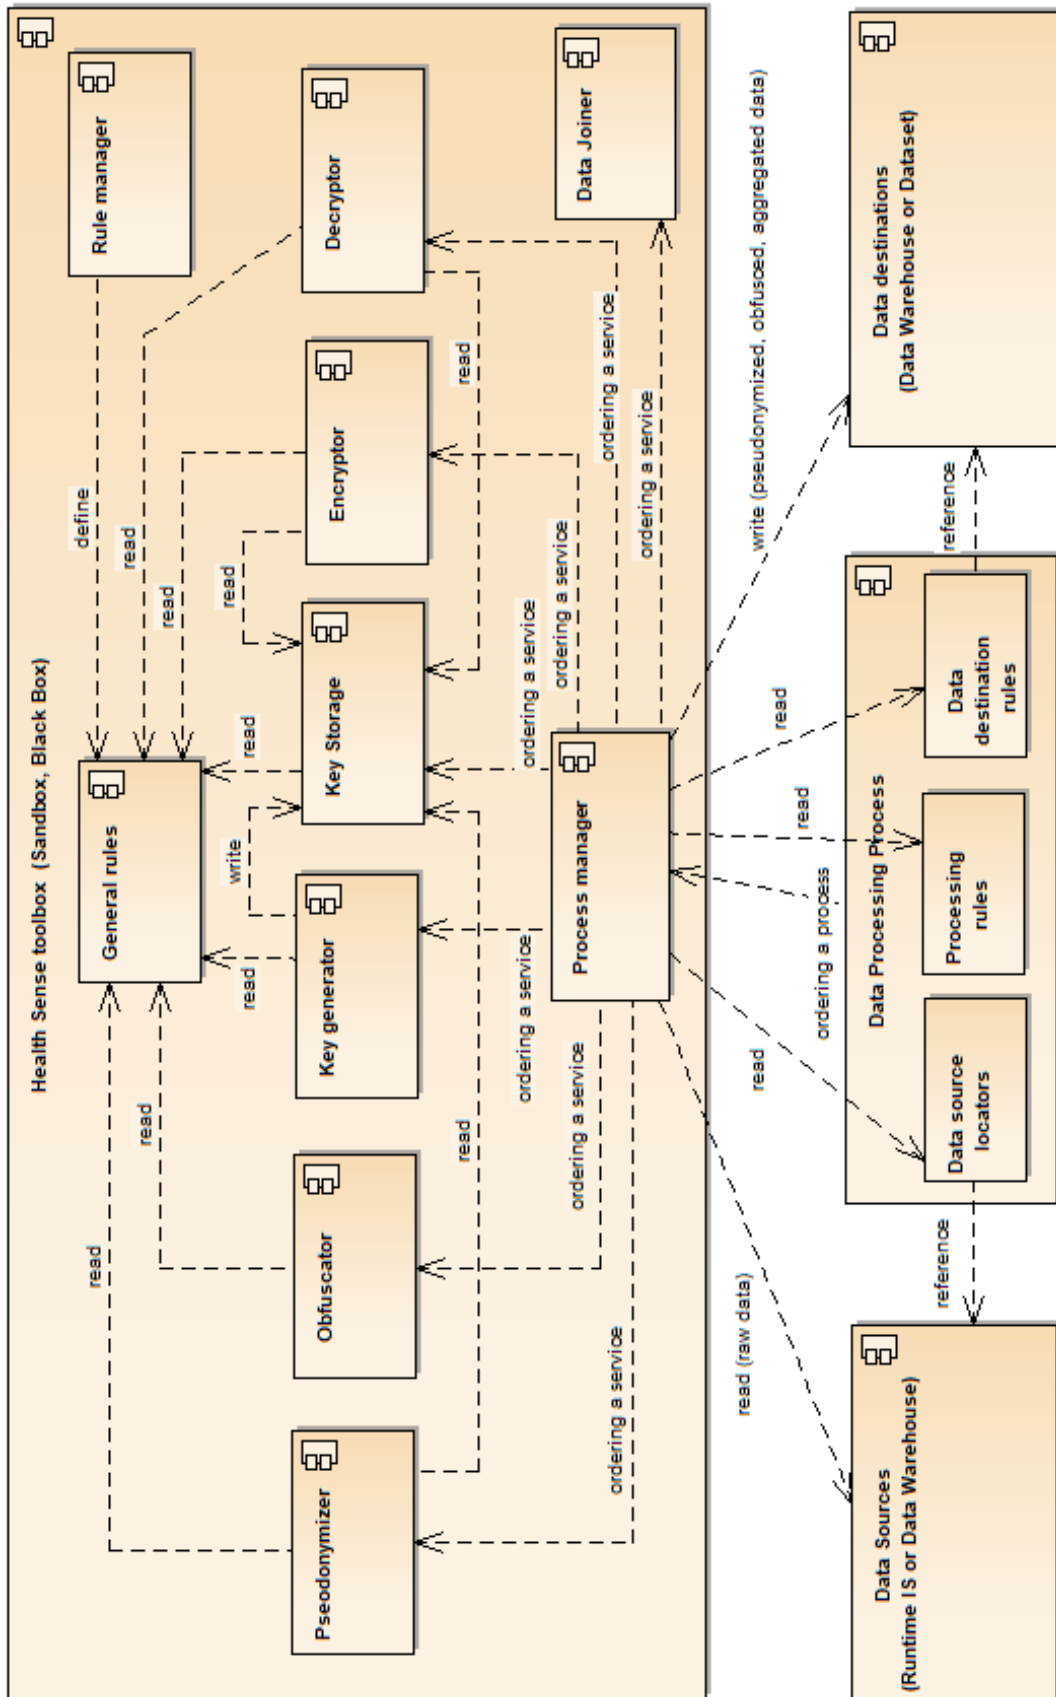 Health Sense toolbox  (Sandbox, Black Box)
General rules
Rule manager
define
read
read
read
read
read
read
read
write
read
read
read
Pseodonymizer
Obfuscator
Key generator
Key Storage
Encryptor
Decryptor
ordering a service
ordering a service
ordering a service
ordering a service
ordering a service
ordering a service
ordering a service
Process manager
Data Joiner
read (raw data)
read
ordering a process
read
read
write (pseudonymized, obfusced, aggregated data)
Data Sources
(Runtime IS or Data Warehouse)
reference
Data Processing Process
Data source
locators
Processing
rules
Data
destination
rules
reference
Data destinations
(Data Warehouse or Dataset)